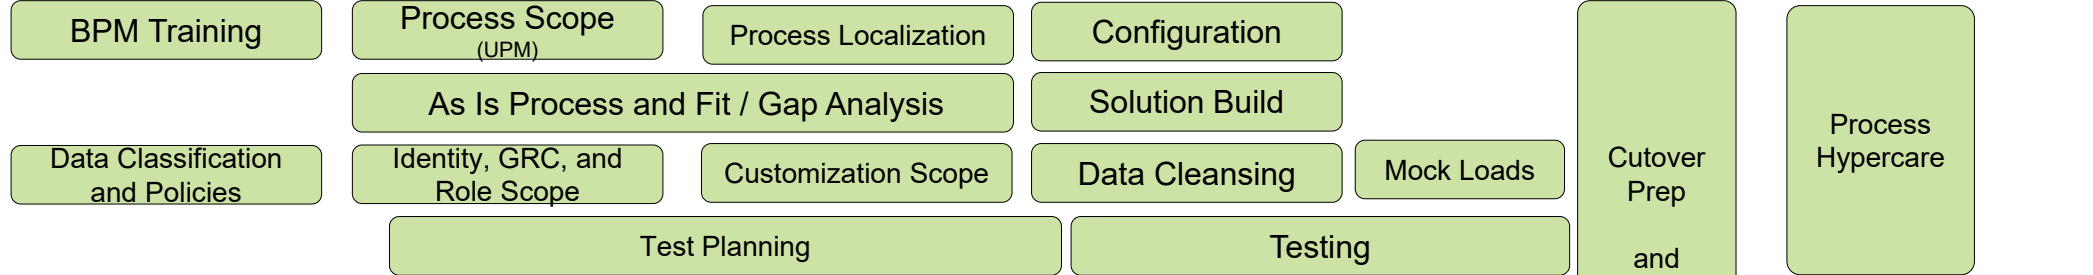 BPM Training
Process Scope
(UPM)
Process Localization
Configuration
As Is Process and Fit / Gap Analysis
Solution Build
Data Classification
and Policies
Identity, GRC, and
Role Scope
Customization Scope
Data Cleansing
Mock Loads
Test Planning
Testing
Cutover
Prep
and
Process
Hypercare